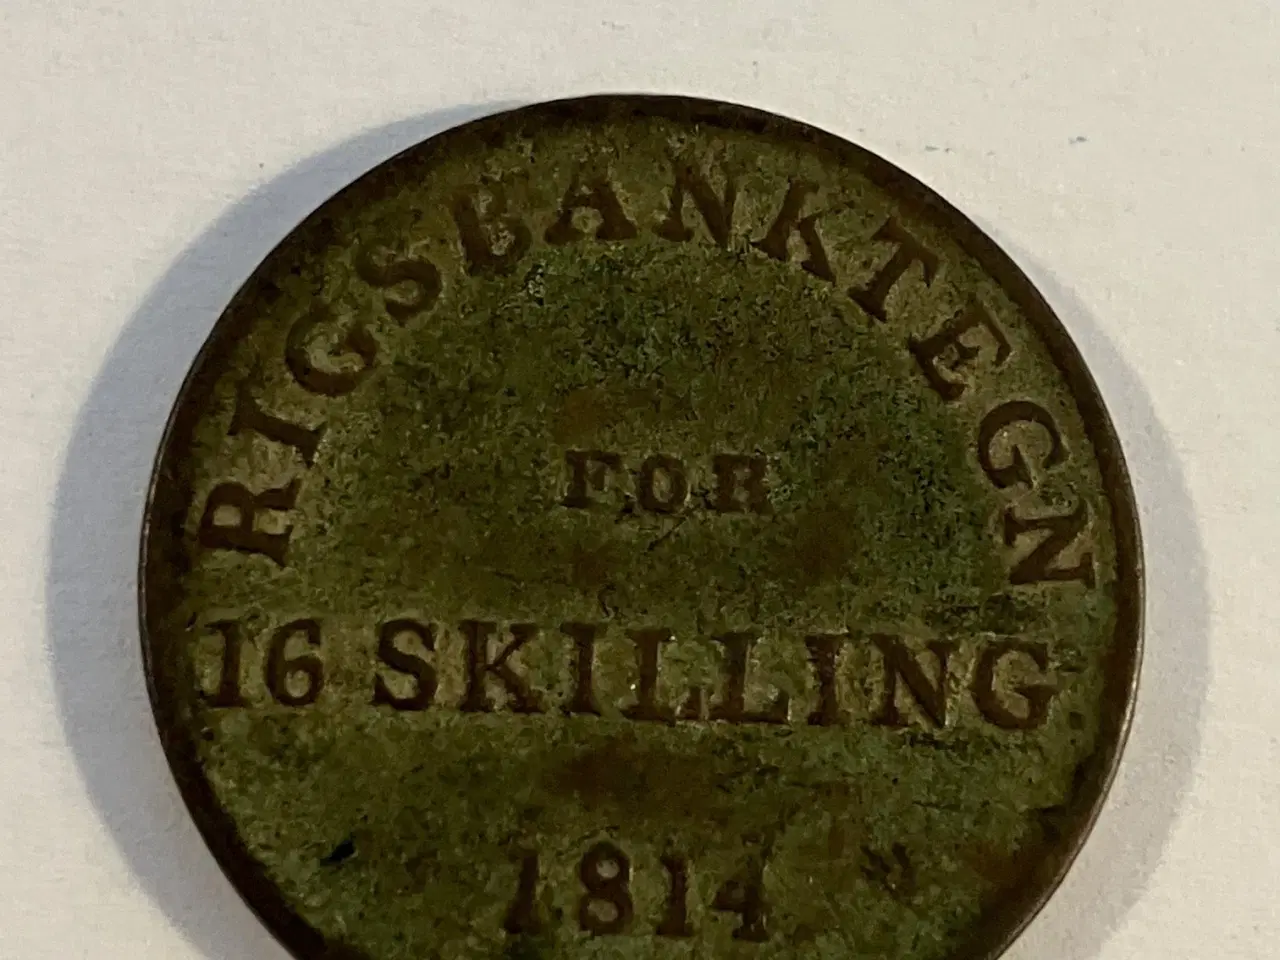 RIGSBANKTEGN
FOR
16 SKILLING
1814